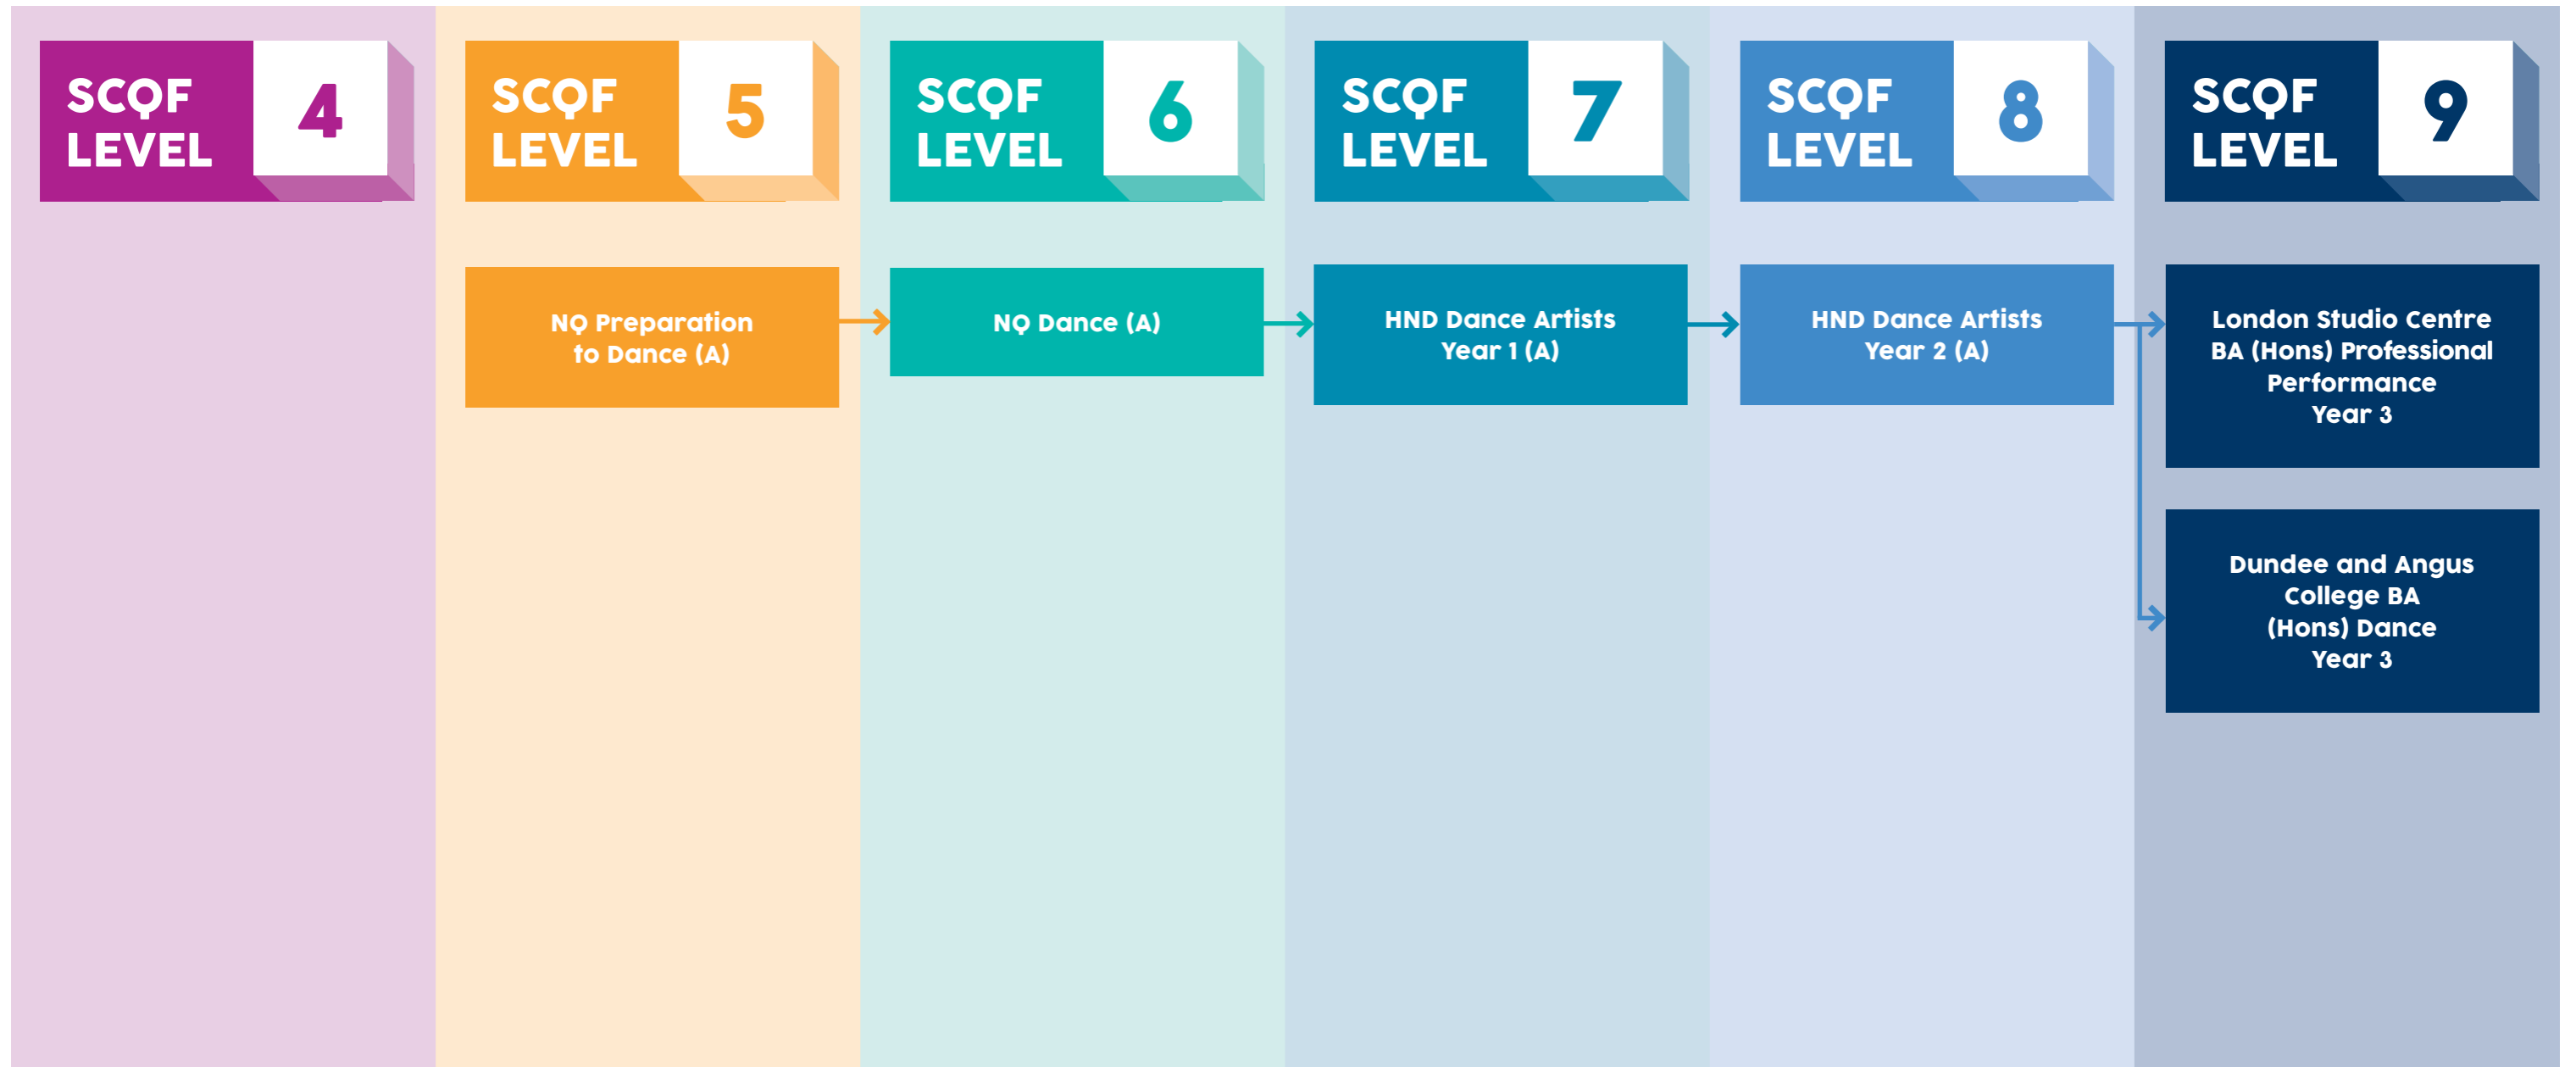 SCQF
LEVEL
4
SCQF
LEVEL
5
SCQF
LEVEL
6
SCQF
LEVEL
7
SCQF
LEVEL
8
SCQF
LEVEL
9
NQ Preparation
to Dance (A)
NQ Dance (A)
HND Dance Artists
Year 1 (A)
HND Dance Artists
Year 2 (A)
London Studio Centre
BA (Hons) Professional
Performance
Year 3
Dundee and Angus
College BA
(Hons) Dance
Year 3